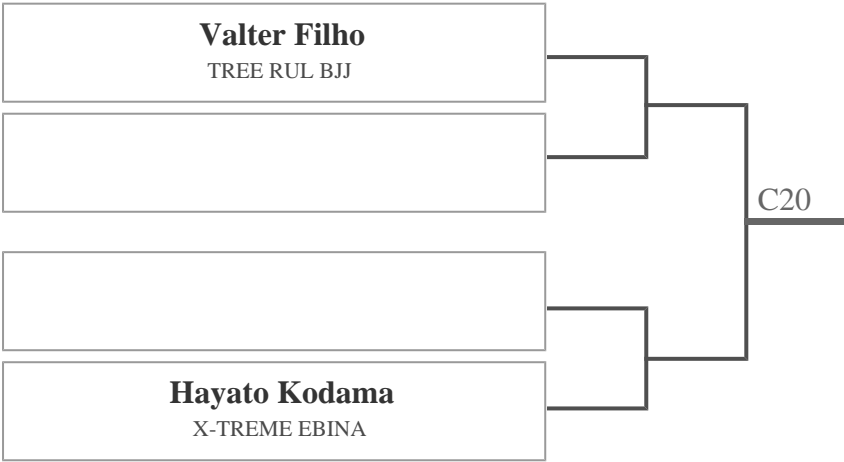 Valter Filho
TREE RUL BJJ
C20
Hayato Kodama
X-TREME EBINA